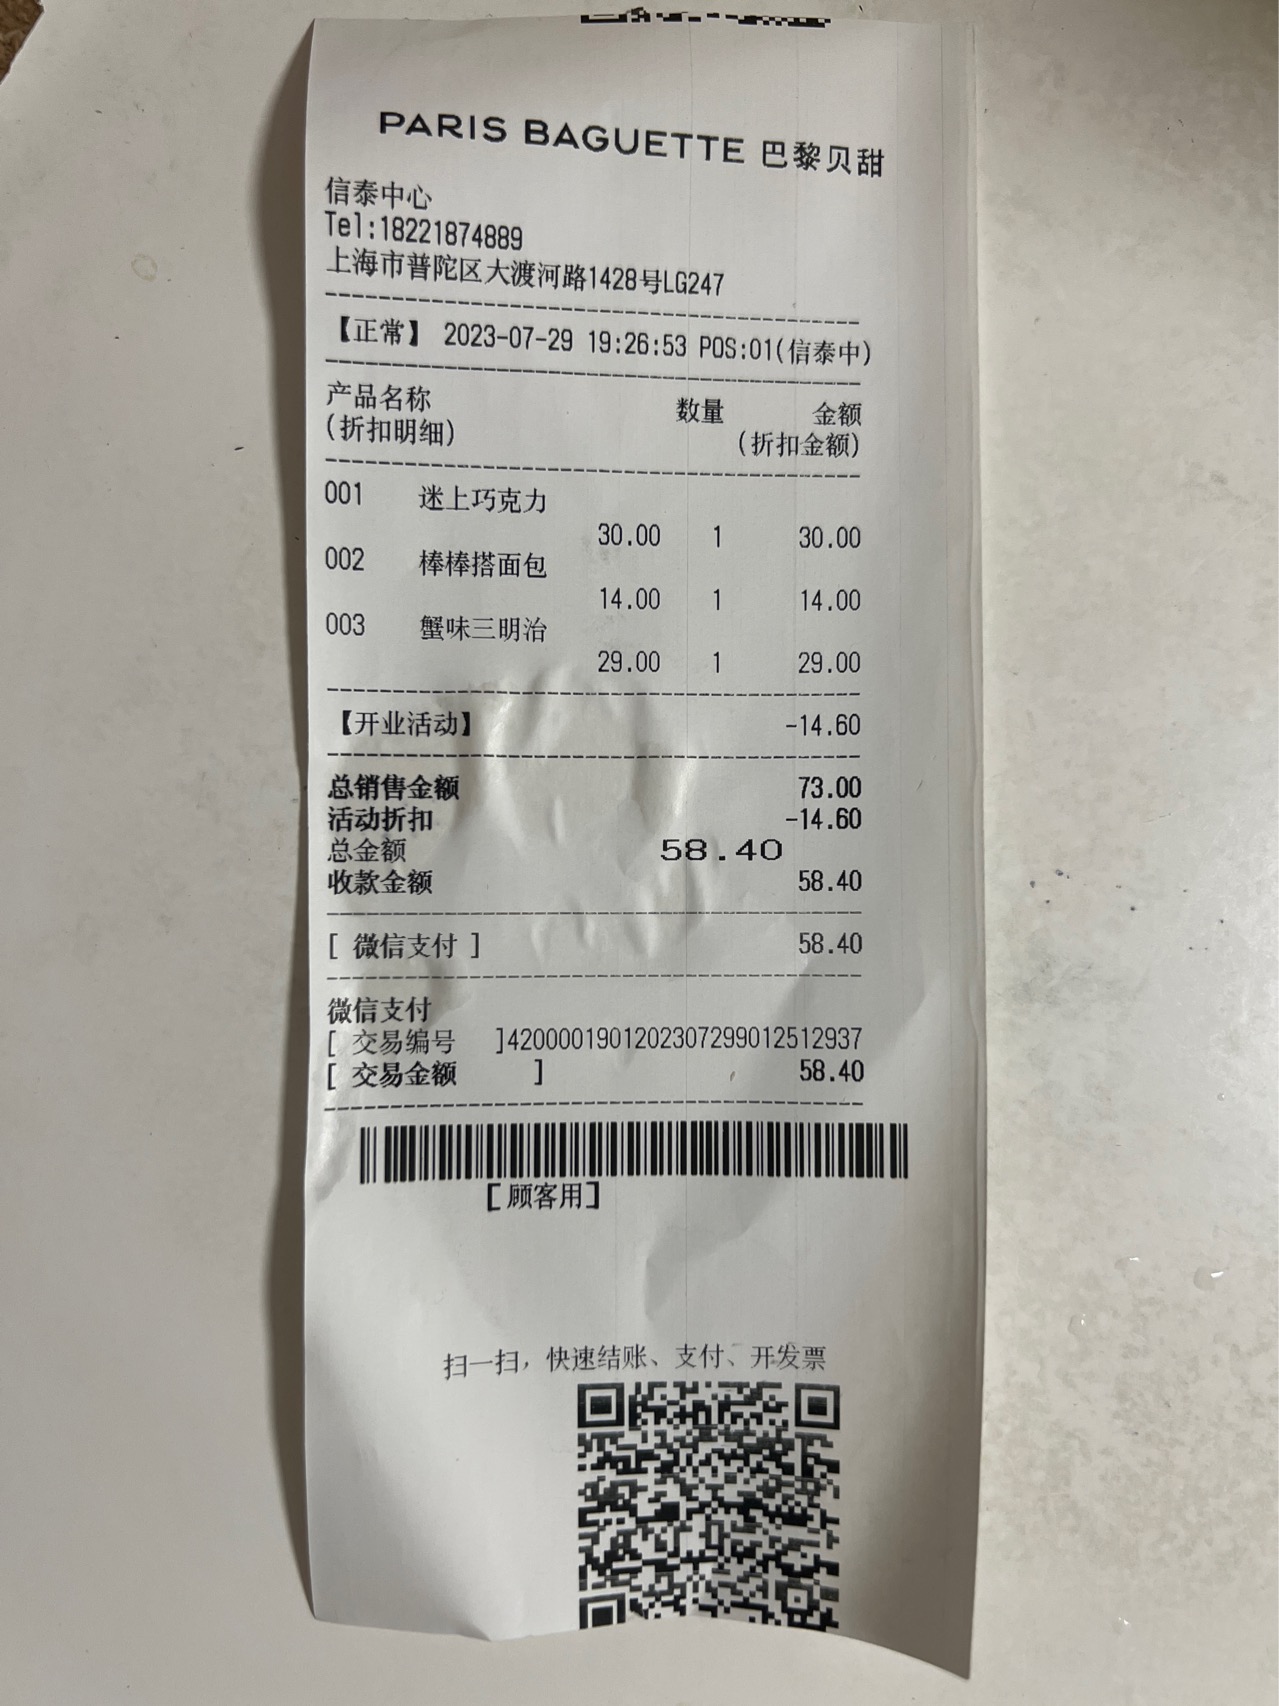 PARIS BAGUETTE 巴黎贝甜
信泰中心
Tel:18221874889
上海市普陀区大渡河路1428号LG247
【正常】 2023-07-29 19:26:53 POS:01(信泰中)
产品名称 数量 金额
(折扣明细) (折扣金额)
001 迷上巧克力
30.00 1 30.00
002 棒棒搭面包
14.00 1 14.00
003 蟹味三明治
29.00 1 29.00
【开业活动】 -14.60
总销售金额 73.00
活动折扣 -14.60
总金额 58.40
收款金额 58.40
[ 微信支付 ] 58.40
微信支付
[ 交易编号 ]4200001901202307299012512937
[ 交易金额 ] 58.40
[顾客用]
扫一扫，快速结账、支付、开发票